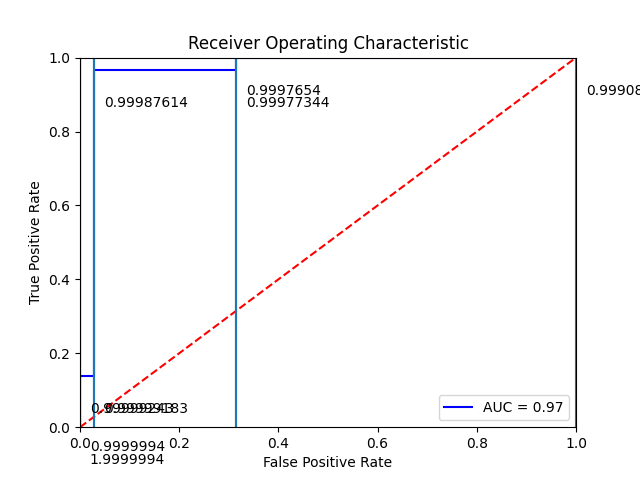 Receiver Operating Characteristic
1.0
0.9997654
0.99908
0.99987614
0.99977344
0.8
0.6
True Positive Rate
0.4
0.2
AUC = 0.97
0.0
0.0 0.2 0.4 0.6 0.8 1.0
0.9999994
1.9999994
False Positive Rate